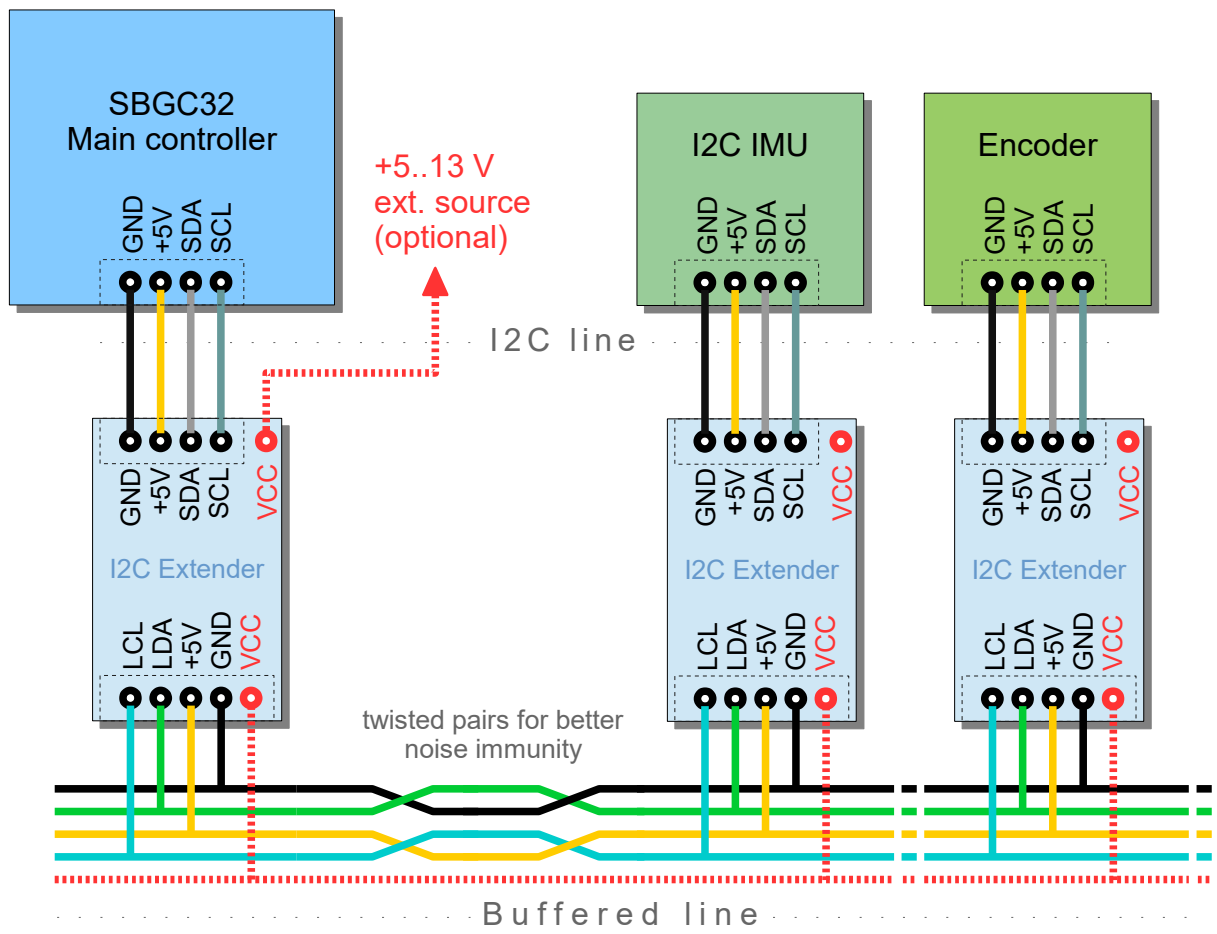 SBGC32
Main controller
GND +5V SDA SCL
+5..13 V
ext. source
(optional)
I2C IMU
GND +5V SDA SCL
Encoder
GND +5V SDA SCL
I2C line
GND +5V SDA SCL VCC
I2C Extender
LCL LDA +5V GND VCC
GND +5V SDA SCL VCC
I2C Extender
LCL LDA +5V GND VCC
GND +5V SDA SCL VCC
I2C Extender
LCL LDA +5V GND VCC
twisted pairs for better
noise immunity
Buffered line